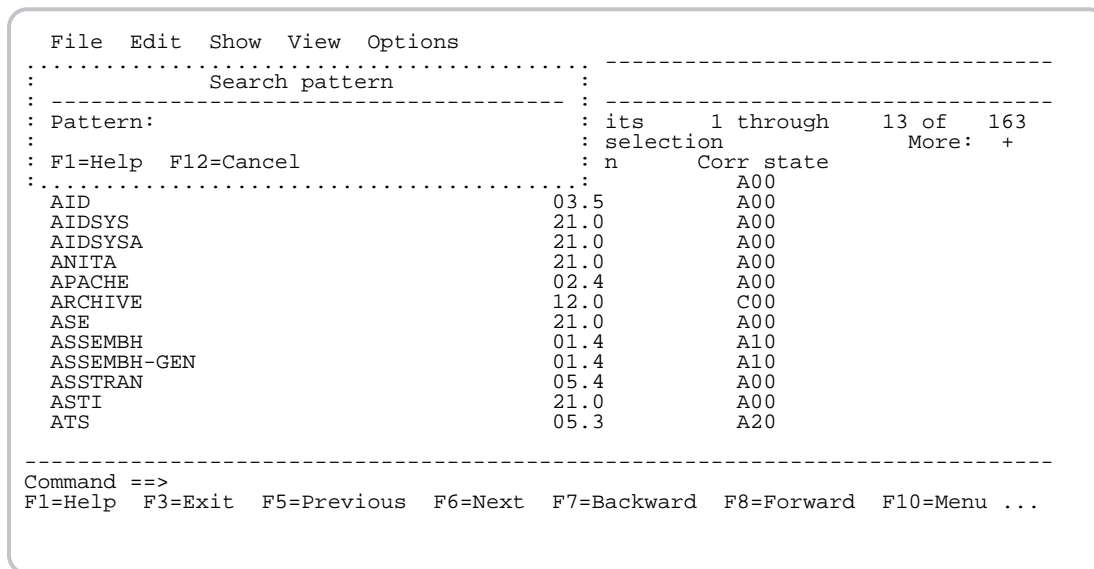 File  Edit  Show  View  Options
........................................... ----------------------------------
:             Search pattern              :
: --------------------------------------- : ----------------------------------
: Pattern:                                : its     1 through    13 of   163
:                                         : selection              More:  +
: F1=Help  F12=Cancel                     : n      Corr state
:.........................................:           A00
AID                                   03.5         A00
AIDSYS                                21.0         A00
AIDSYSA                               21.0         A00
ANITA                                 21.0         A00
APACHE                                02.4         A00
ARCHIVE                               12.0         C00
ASE                                   21.0         A00
ASSEMBH                               01.4         A10
ASSEMBH-GEN                           01.4         A10
ASSTRAN                               05.4         A00
ASTI                                  21.0         A00
ATS                                   05.3         A20
------------------------------------------------------------------------------
Command ==>
F1=Help  F3=Exit  F5=Previous  F6=Next  F7=Backward  F8=Forward  F10=Menu ...